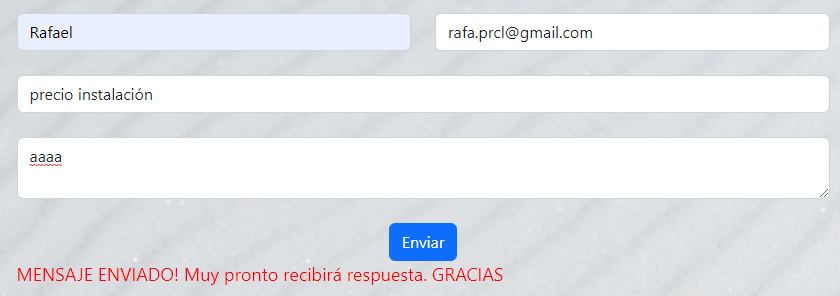 Rafael
rafa.prcl@gmail.com
precio instalación
aaaa
Enviar
MENSAJE ENVIADO! Muy pronto recibirá respuesta. GRACIAS